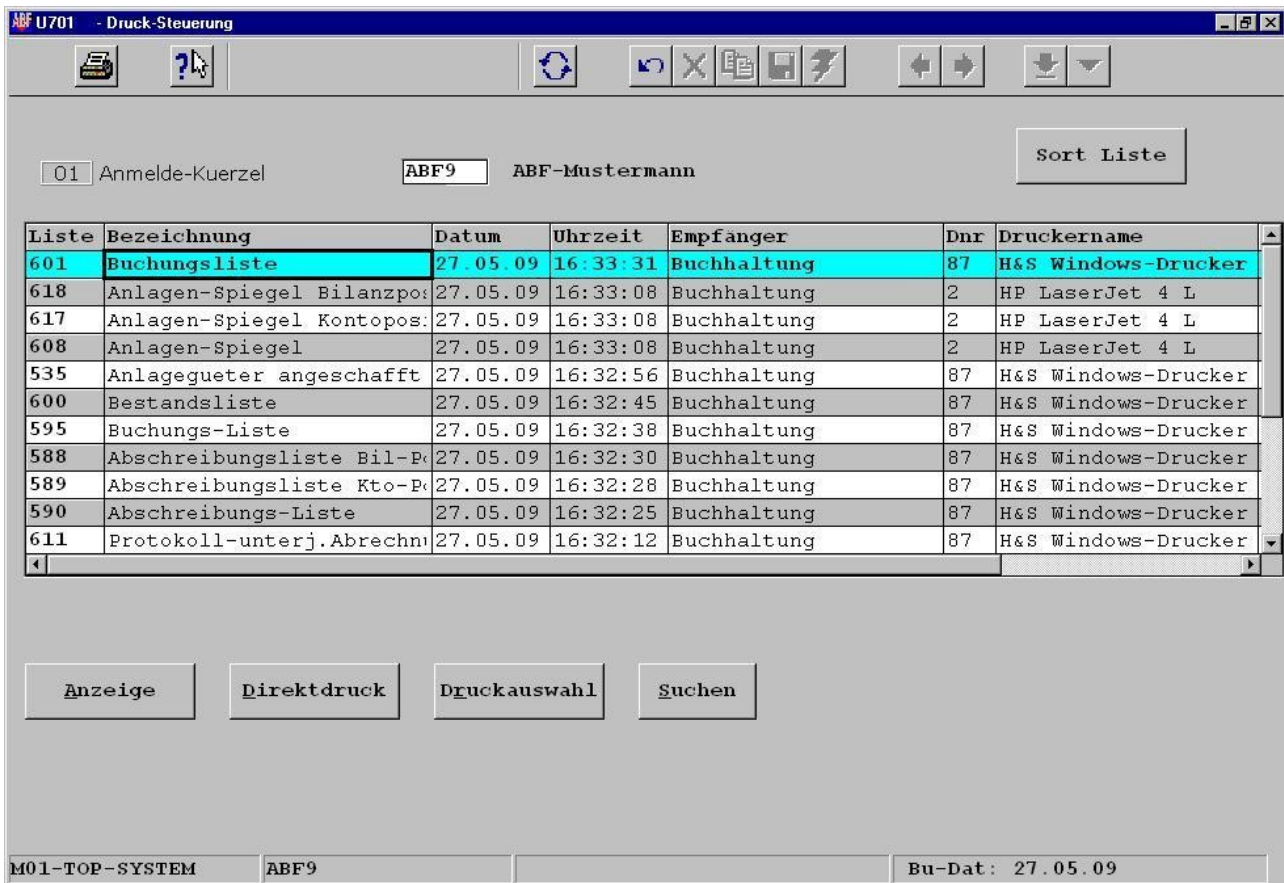 ABF U701 - Druck-Steuerung
01 Anmelde-Kuerzel ABF9 ABF-Mustermann Sort Liste
Liste Bezeichnung Datum Uhrzeit Empfänger Dnr Druckername
601 Buchungsliste 27.05.09 16:33:31 Buchhaltung 87 H&S Windows-Drucker
618 Anlagen-Spiegel Bilanzpos 27.05.09 16:33:08 Buchhaltung 2 HP LaserJet 4 L
617 Anlagen-Spiegel Kontoposi 27.05.09 16:33:08 Buchhaltung 2 HP LaserJet 4 L
608 Anlagen-Spiegel 27.05.09 16:33:08 Buchhaltung 2 HP LaserJet 4 L
535 Anlagegueter angeschafft 27.05.09 16:32:56 Buchhaltung 87 H&S Windows-Drucker
600 Bestandsliste 27.05.09 16:32:45 Buchhaltung 87 H&S Windows-Drucker
595 Buchungs-Liste 27.05.09 16:32:38 Buchhaltung 87 H&S Windows-Drucker
588 Abschreibungsliste Bil-Po 27.05.09 16:32:30 Buchhaltung 87 H&S Windows-Drucker
589 Abschreibungsliste Kto-Po 27.05.09 16:32:28 Buchhaltung 87 H&S Windows-Drucker
590 Abschreibungs-Liste 27.05.09 16:32:25 Buchhaltung 87 H&S Windows-Drucker
611 Protokoll-unterj.Abrechnu 27.05.09 16:32:12 Buchhaltung 87 H&S Windows-Drucker
Anzeige Direktdruck Druckauswahl Suchen
M01-TOP-SYSTEM ABF9 Bu-Dat: 27.05.09